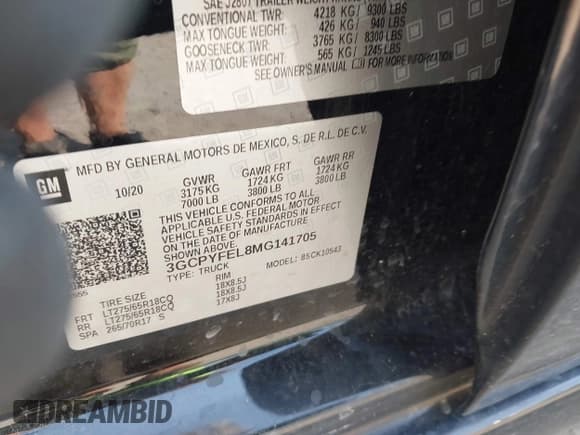 SAE J2807 TRAILER WEIGHT
CONVENTIONAL TWR: 4218 KG / 9300 LBS
MAX TONGUE WEIGHT: 426 KG / 940 LBS
GOOSENECK TWR: 3765 KG / 8300 LBS
MAX TONGUE WEIGHT: 565 KG / 1245 LBS
SEE OWNER'S MANUAL FOR MORE INFORMATION
GM
MFD BY GENERAL MOTORS DE MEXICO, S. DE R.L. DE C.V.
10/20 GVWR GAWR FRT GAWR RR
3175 KG 1724 KG 1724 KG
7000 LB 3800 LB 3800 LB
THIS VEHICLE CONFORMS TO ALL
APPLICABLE U.S. FEDERAL MOTOR
VEHICLE SAFETY STANDARDS IN EFFECT
ON THE DATE OF MANUFACTURE
SHOWN ABOVE.
3GCPYFEL8MG141705
TYPE: TRUCK MODEL: 85CK10543
TIRE SIZE RIM
FRT LT275/65R18CQ 18X8.5J
RR LT275/65R18CQ 18X8.5J
SPA 265/70R17 S 17X8J
DREAMBID